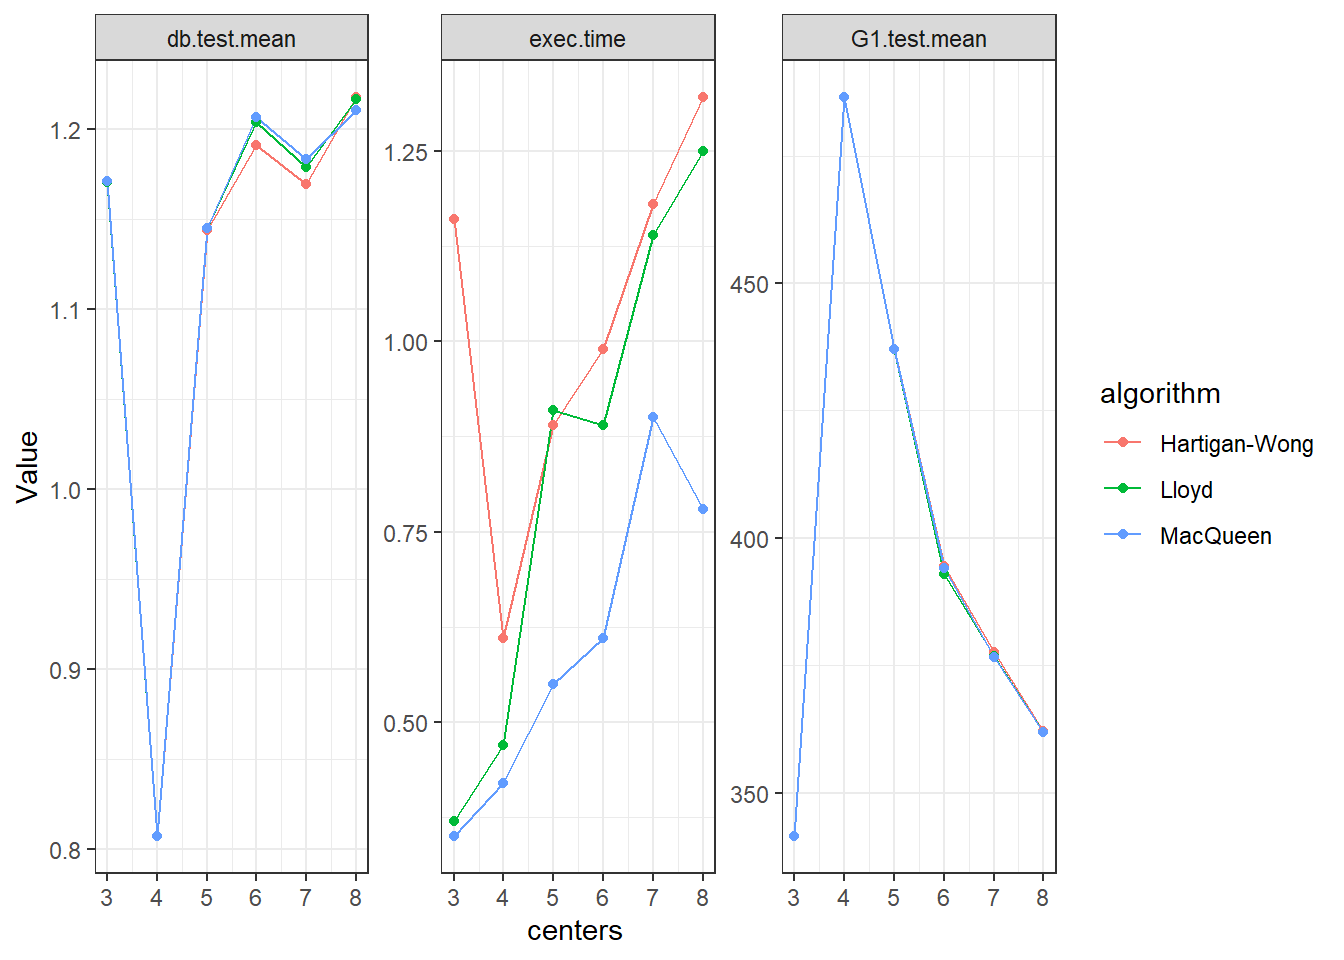 db.test.mean
exec.time
G1.test.mean
Value
1.2
1.1
1.0
0.9
0.8
3 4 5 6 7 8
1.25
1.00
0.75
0.50
3 4 5 6 7 8
450
400
350
3 4 5 6 7 8
centers
algorithm
Hartigan-Wong
Lloyd
MacQueen